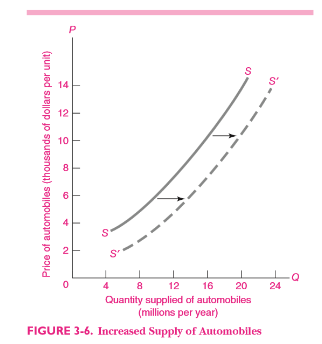 P
Price of automobiles (thousands of dollars per unit)
14
12
10
8
6
4
2
0
S
S'
S
S'
4 8 12 16 20 24
Q
Quantity supplied of automobiles
(millions per year)
FIGURE 3-6. Increased Supply of Automobiles